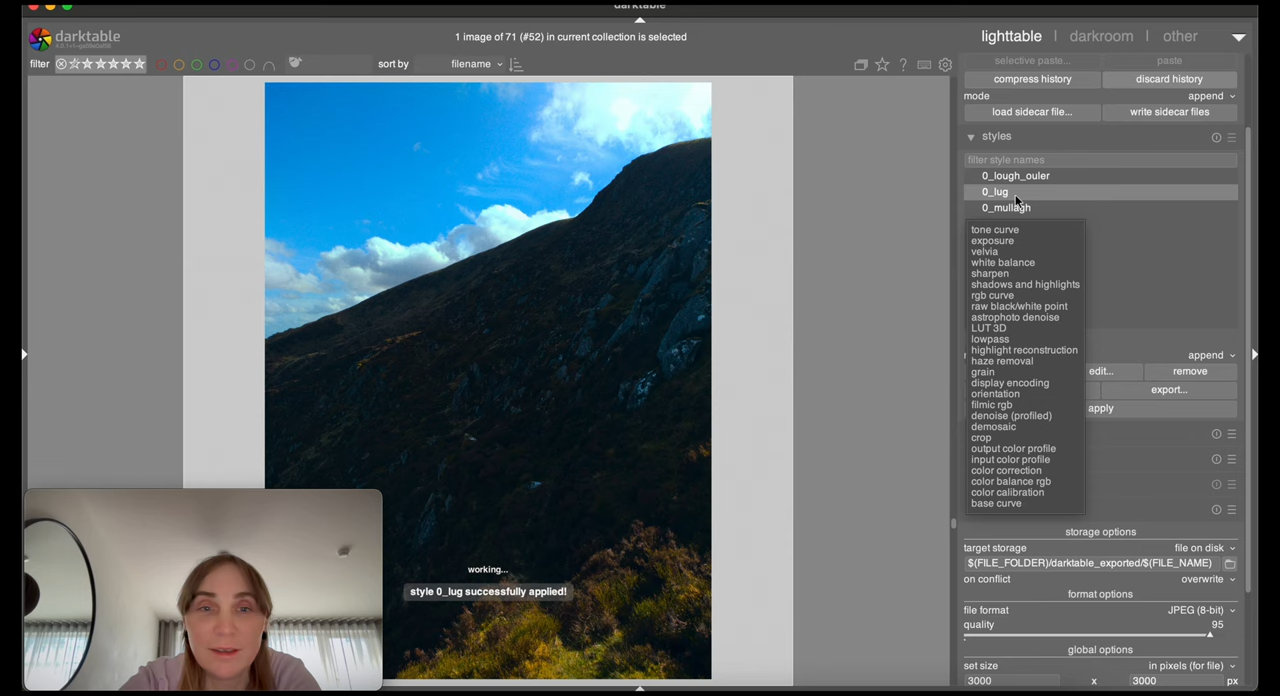 darktable
darktable
1 image of 71 (#52) in current collection is selected
lighttable | darkroom | other
filter
sort by filename
selective paste... paste
compress history discard history
mode append
load sidecar file... write sidecar files
styles
filter style names
0_lough_ouler
0_lug
0_mullagh
tone curve
exposure
velvia
white balance
sharpen
shadows and highlights
rgb curve
raw black/white point
astrophoto denoise
LUT 3D
lowpass
highlight reconstruction
haze removal
grain
display encoding
orientation
filmic rgb
denoise (profiled)
demosaic
crop
output color profile
input color profile
color correction
color balance rgb
color calibration
base curve
append
edit... remove
export...
apply
working...
style 0_lug successfully applied!
storage options
target storage file on disk
$(FILE_FOLDER)/darktable_exported/$(FILE_NAME)
on conflict overwrite
format options
file format JPEG (8-bit)
quality 95
global options
set size in pixels (for file)
3000 x 3000 px